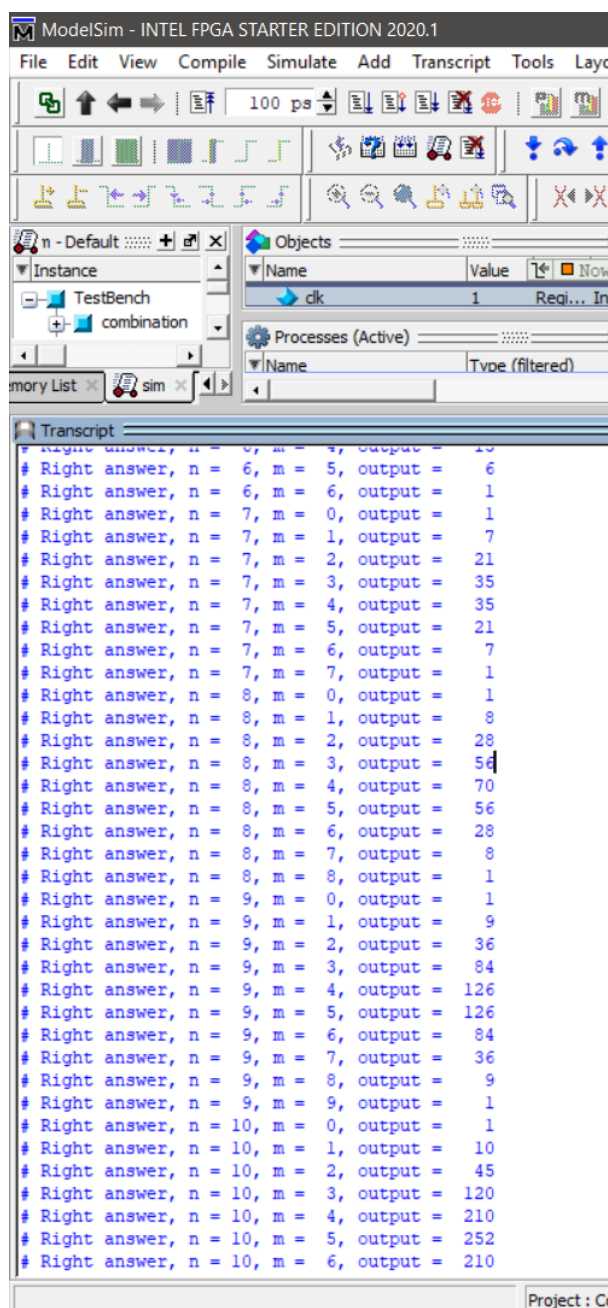 ModelSim - INTEL FPGA STARTER EDITION 2020.1
File Edit View Compile Simulate Add Transcript Tools Layo
100 ps
n - Default
Instance
TestBench
combination
emory List
sim
Objects
Name Value Now
clk 1 Regi... In
Processes (Active)
Name Type (filtered)
Transcript
# Right answer, n = 6, m = 4, output = 15
# Right answer, n = 6, m = 5, output = 6
# Right answer, n = 6, m = 6, output = 1
# Right answer, n = 7, m = 0, output = 1
# Right answer, n = 7, m = 1, output = 7
# Right answer, n = 7, m = 2, output = 21
# Right answer, n = 7, m = 3, output = 35
# Right answer, n = 7, m = 4, output = 35
# Right answer, n = 7, m = 5, output = 21
# Right answer, n = 7, m = 6, output = 7
# Right answer, n = 7, m = 7, output = 1
# Right answer, n = 8, m = 0, output = 1
# Right answer, n = 8, m = 1, output = 8
# Right answer, n = 8, m = 2, output = 28
# Right answer, n = 8, m = 3, output = 56
# Right answer, n = 8, m = 4, output = 70
# Right answer, n = 8, m = 5, output = 56
# Right answer, n = 8, m = 6, output = 28
# Right answer, n = 8, m = 7, output = 8
# Right answer, n = 8, m = 8, output = 1
# Right answer, n = 9, m = 0, output = 1
# Right answer, n = 9, m = 1, output = 9
# Right answer, n = 9, m = 2, output = 36
# Right answer, n = 9, m = 3, output = 84
# Right answer, n = 9, m = 4, output = 126
# Right answer, n = 9, m = 5, output = 126
# Right answer, n = 9, m = 6, output = 84
# Right answer, n = 9, m = 7, output = 36
# Right answer, n = 9, m = 8, output = 9
# Right answer, n = 9, m = 9, output = 1
# Right answer, n = 10, m = 0, output = 1
# Right answer, n = 10, m = 1, output = 10
# Right answer, n = 10, m = 2, output = 45
# Right answer, n = 10, m = 3, output = 120
# Right answer, n = 10, m = 4, output = 210
# Right answer, n = 10, m = 5, output = 252
# Right answer, n = 10, m = 6, output = 210
Project : Co